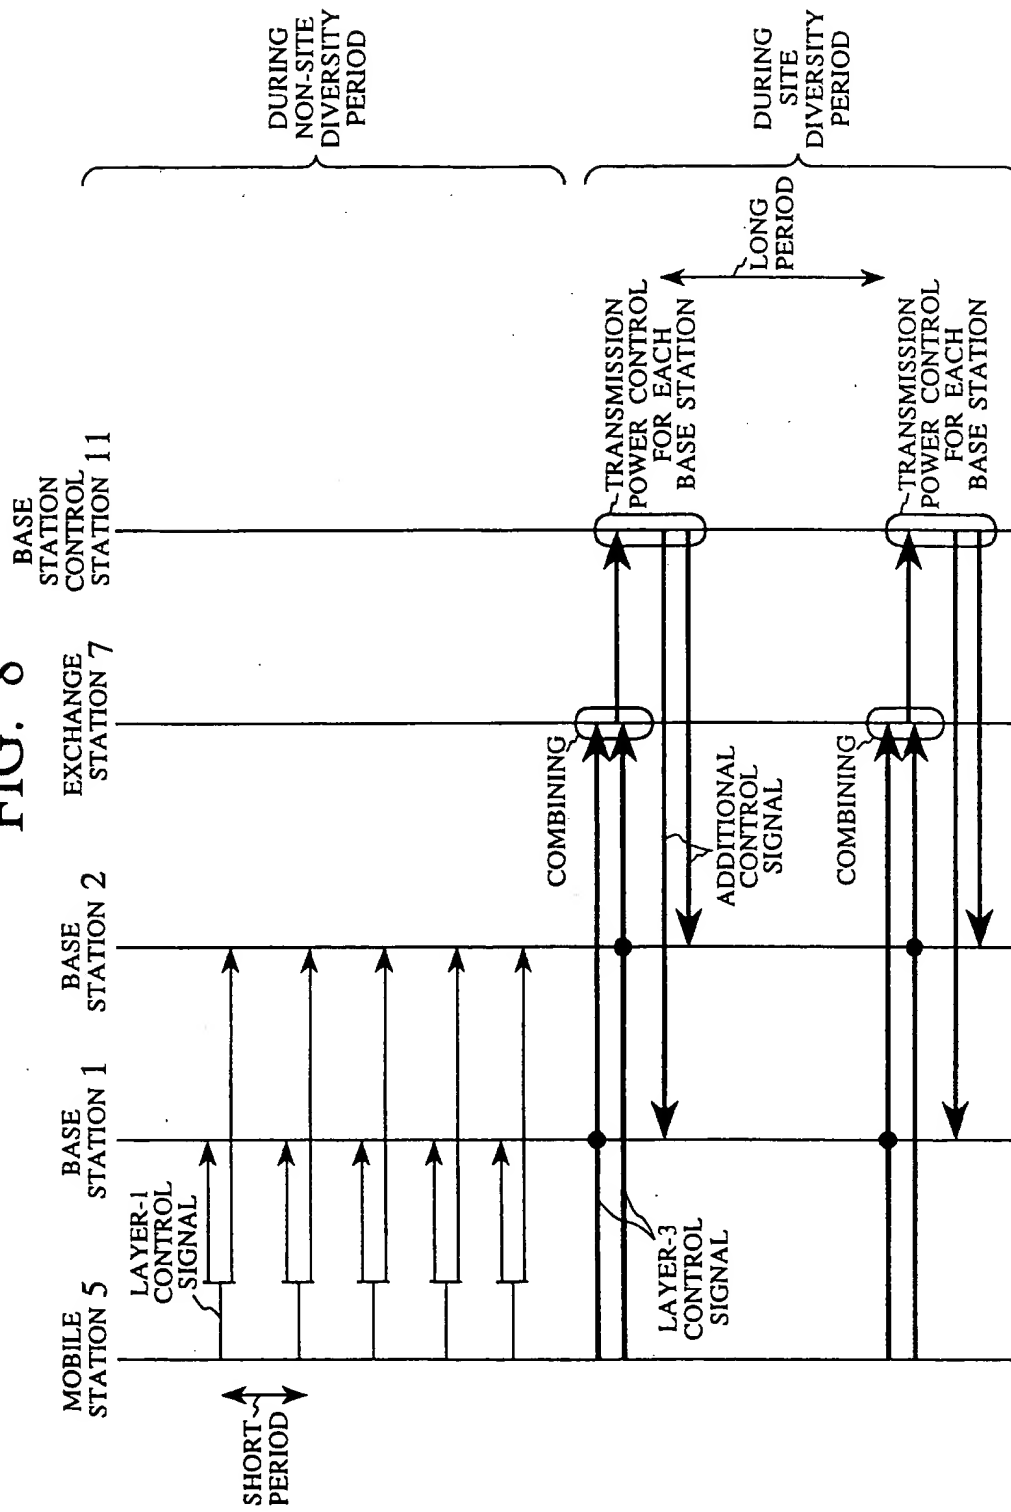 FIG. 8
MOBILE
STATION 5
BASE
STATION 1
BASE
STATION 2
EXCHANGE
STATION 7
BASE
STATION
CONTROL
STATION 11
SHORT
PERIOD
LAYER-1
CONTROL
SIGNAL
DURING
NON-SITE
DIVERSITY
PERIOD
COMBINING
TRANSMISSION
POWER CONTROL
FOR EACH
BASE STATION
LAYER-3
CONTROL
SIGNAL
ADDITIONAL
CONTROL
SIGNAL
LONG
PERIOD
DURING
SITE
DIVERSITY
PERIOD
COMBINING
TRANSMISSION
POWER CONTROL
FOR EACH
BASE STATION